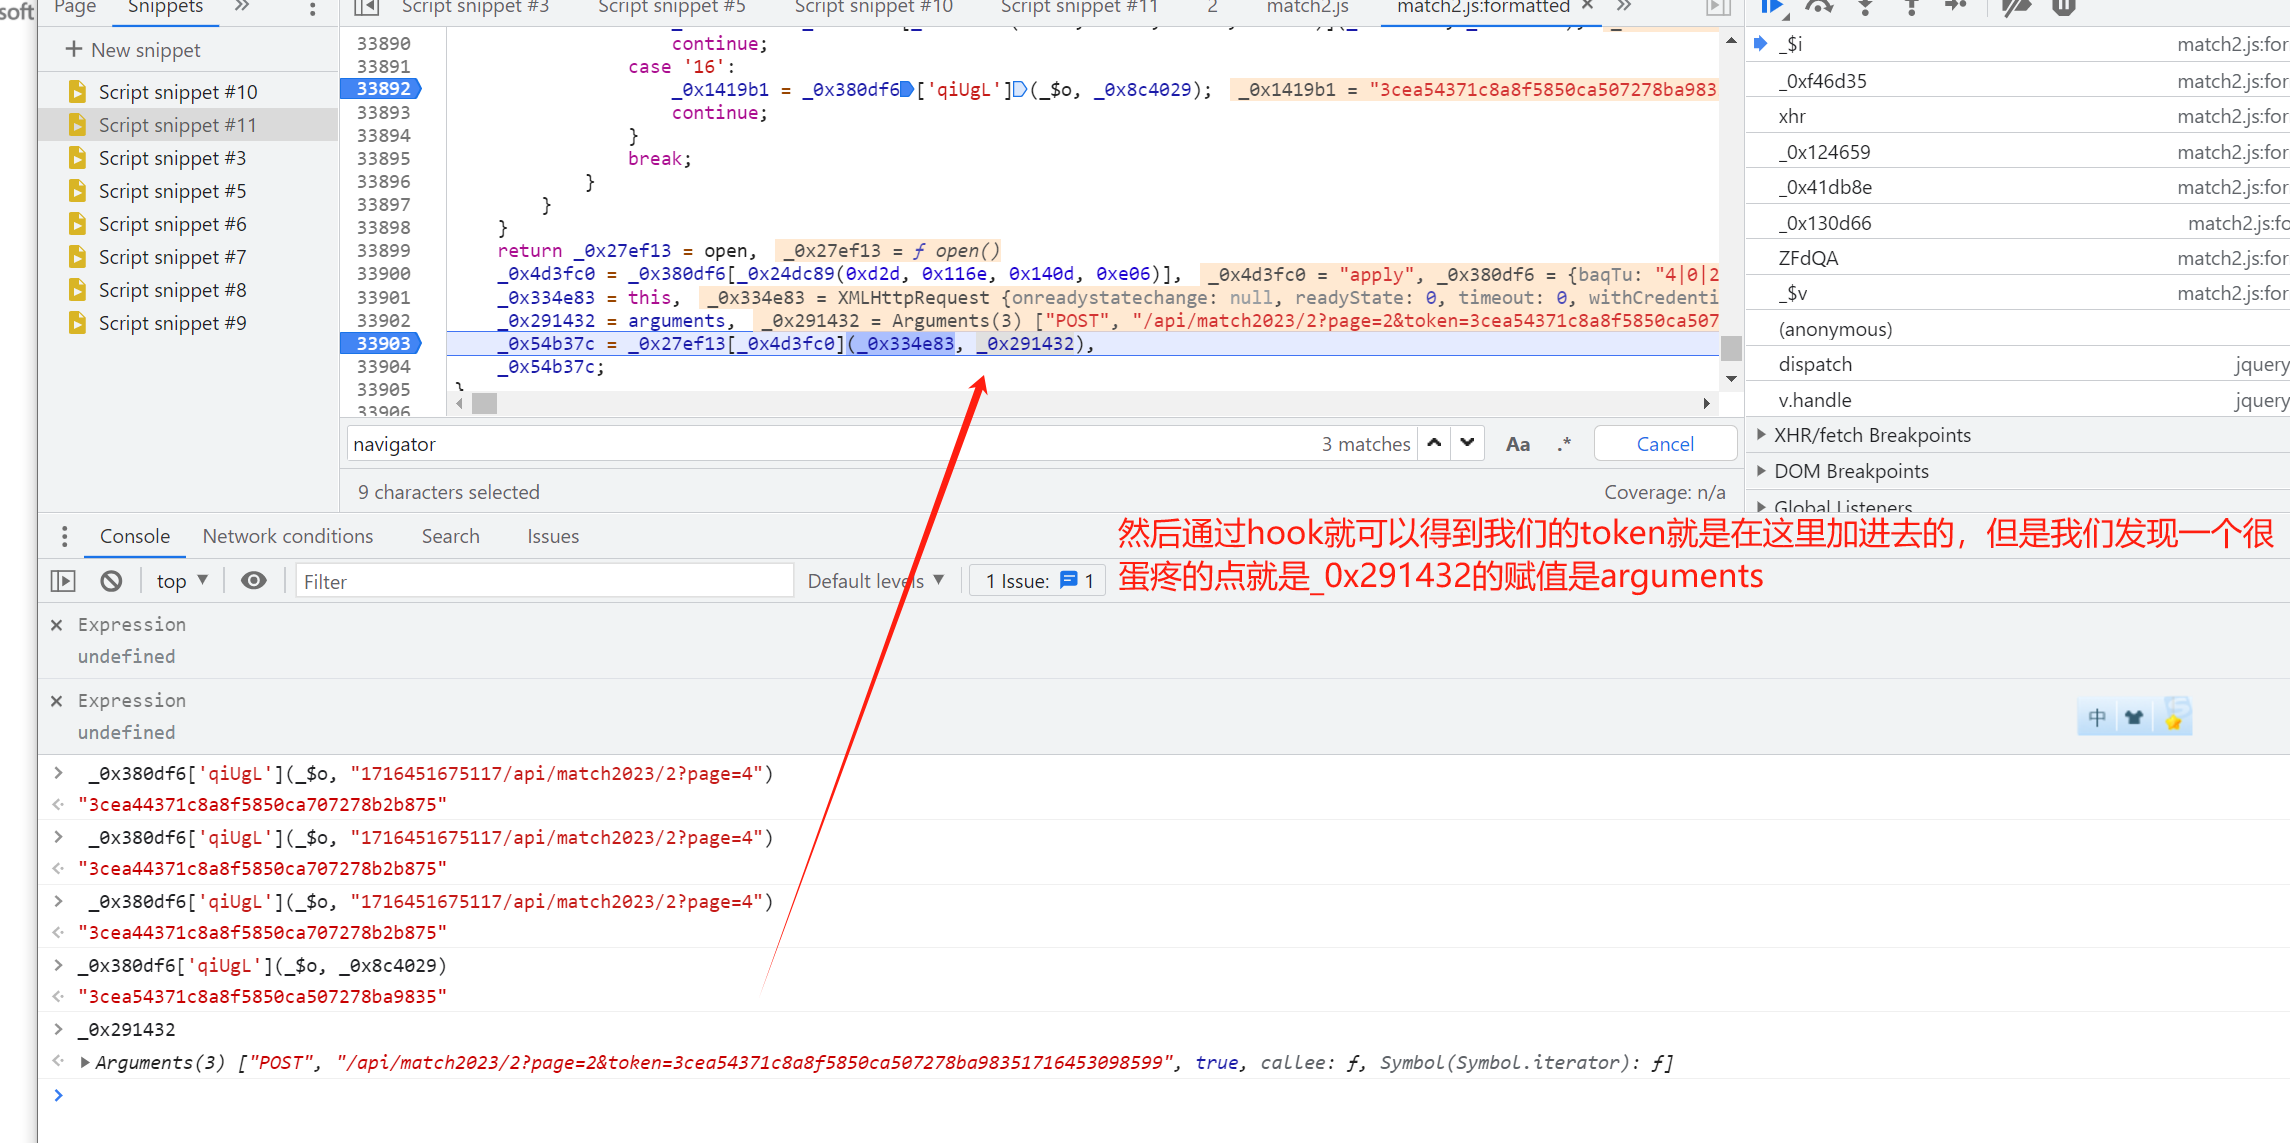 soft
Page Snippets »
Script snippet #3 Script snippet #5 Script snippet #10 Script snippet #11 2 match2.js match2.js:formatted × »
New snippet
Script snippet #10
Script snippet #11
Script snippet #3
Script snippet #5
Script snippet #6
Script snippet #7
Script snippet #8
Script snippet #9
33890 continue;
33891 case '16':
33892 _0x1419b1 = _0x380df6['qiUgL'](_$o, _0x8c4029); _0x1419b1 = "3cea54371c8a8f5850ca507278ba983
33893 continue;
33894 }
33895 break;
33896 }
33897 }
33898 }
33899 return _0x27ef13 = open, _0x27ef13 = ƒ open()
33900 _0x4d3fc0 = _0x380df6[_0x24dc89(0xd2d, 0x116e, 0x140d, 0xe06)], _0x4d3fc0 = "apply", _0x380df6 = {baqTu: "4|0|2
33901 _0x334e83 = this, _0x334e83 = XMLHttpRequest {onreadystatechange: null, readyState: 0, timeout: 0, withCredenti
33902 _0x291432 = arguments, _0x291432 = Arguments(3) ["POST", "/api/match2023/2?page=2&token=3cea54371c8a8f5850ca507
33903 _0x54b37c = _0x27ef13[_0x4d3fc0](_0x334e83, _0x291432),
33904 _0x54b37c;
33905 }
33906
navigator 3 matches Aa .* Cancel
9 characters selected Coverage: n/a
_$i match2.js:for
_0xf46d35 match2.js:for
xhr match2.js:for
_0x124659 match2.js:for
_0x41db8e match2.js:for
_0x130d66 match2.js:fo
ZFdQA match2.js:for
_$v match2.js:for
(anonymous)
dispatch jquery
v.handle jquery
XHR/fetch Breakpoints
DOM Breakpoints
Global Listeners
Console Network conditions Search Issues
然后通过hook就可以得到我们的token就是在这里加进去的，但是我们发现一个很
蛋疼的点就是_0x291432的赋值是arguments
top ▼ Filter Default levels ▼ 1 Issue: 1
× Expression
undefined
× Expression
undefined
中
> _0x380df6['qiUgL'](_$o, "1716451675117/api/match2023/2?page=4")
"3cea44371c8a8f5850ca707278b2b875"
> _0x380df6['qiUgL'](_$o, "1716451675117/api/match2023/2?page=4")
"3cea44371c8a8f5850ca707278b2b875"
> _0x380df6['qiUgL'](_$o, "1716451675117/api/match2023/2?page=4")
"3cea44371c8a8f5850ca707278b2b875"
> _0x380df6['qiUgL'](_$o, _0x8c4029)
"3cea54371c8a8f5850ca507278ba9835"
> _0x291432
Arguments(3) ["POST", "/api/match2023/2?page=2&token=3cea54371c8a8f5850ca507278ba98351716453098599", true, callee: ƒ, Symbol(Symbol.iterator): ƒ]
>